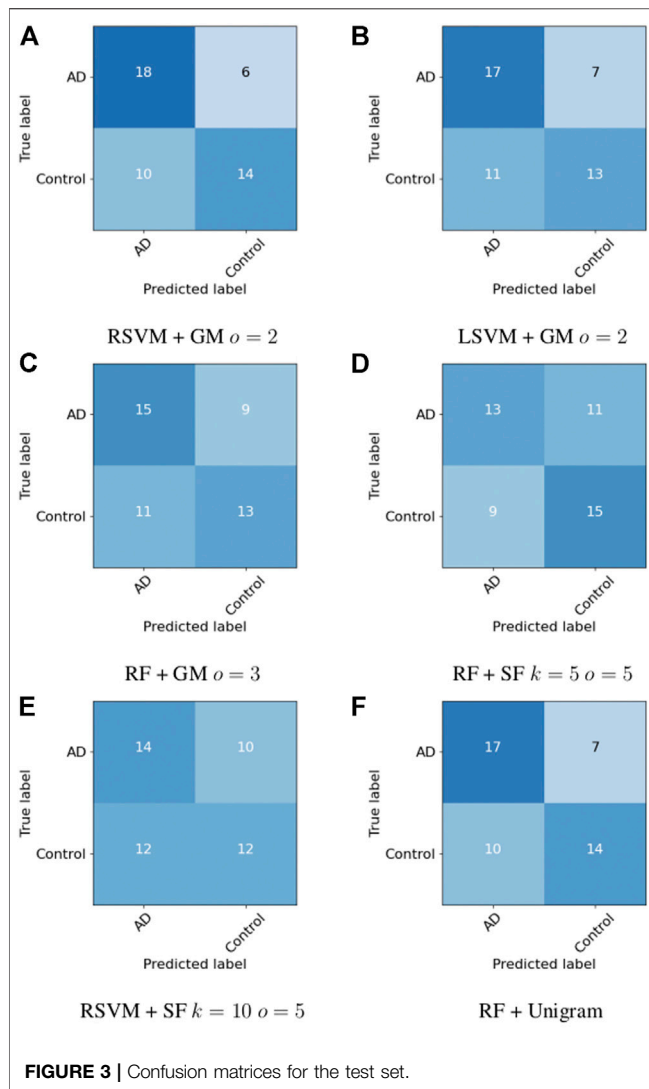 A
B
True label
AD
Control
18
6
10
14
AD
Control
Predicted label
RSVM + GM o = 2
True label
AD
Control
17
7
11
13
AD
Control
Predicted label
LSVM + GM o = 2
C
D
True label
AD
Control
15
9
11
13
AD
Control
Predicted label
RF + GM o = 3
True label
AD
Control
13
11
9
15
AD
Control
Predicted label
RF + SF k = 5 o = 5
E
F
True label
AD
Control
14
10
12
12
AD
Control
Predicted label
RSVM + SF k = 10 o = 5
True label
AD
Control
17
7
10
14
AD
Control
Predicted label
RF + Unigram
FIGURE 3 | Confusion matrices for the test set.